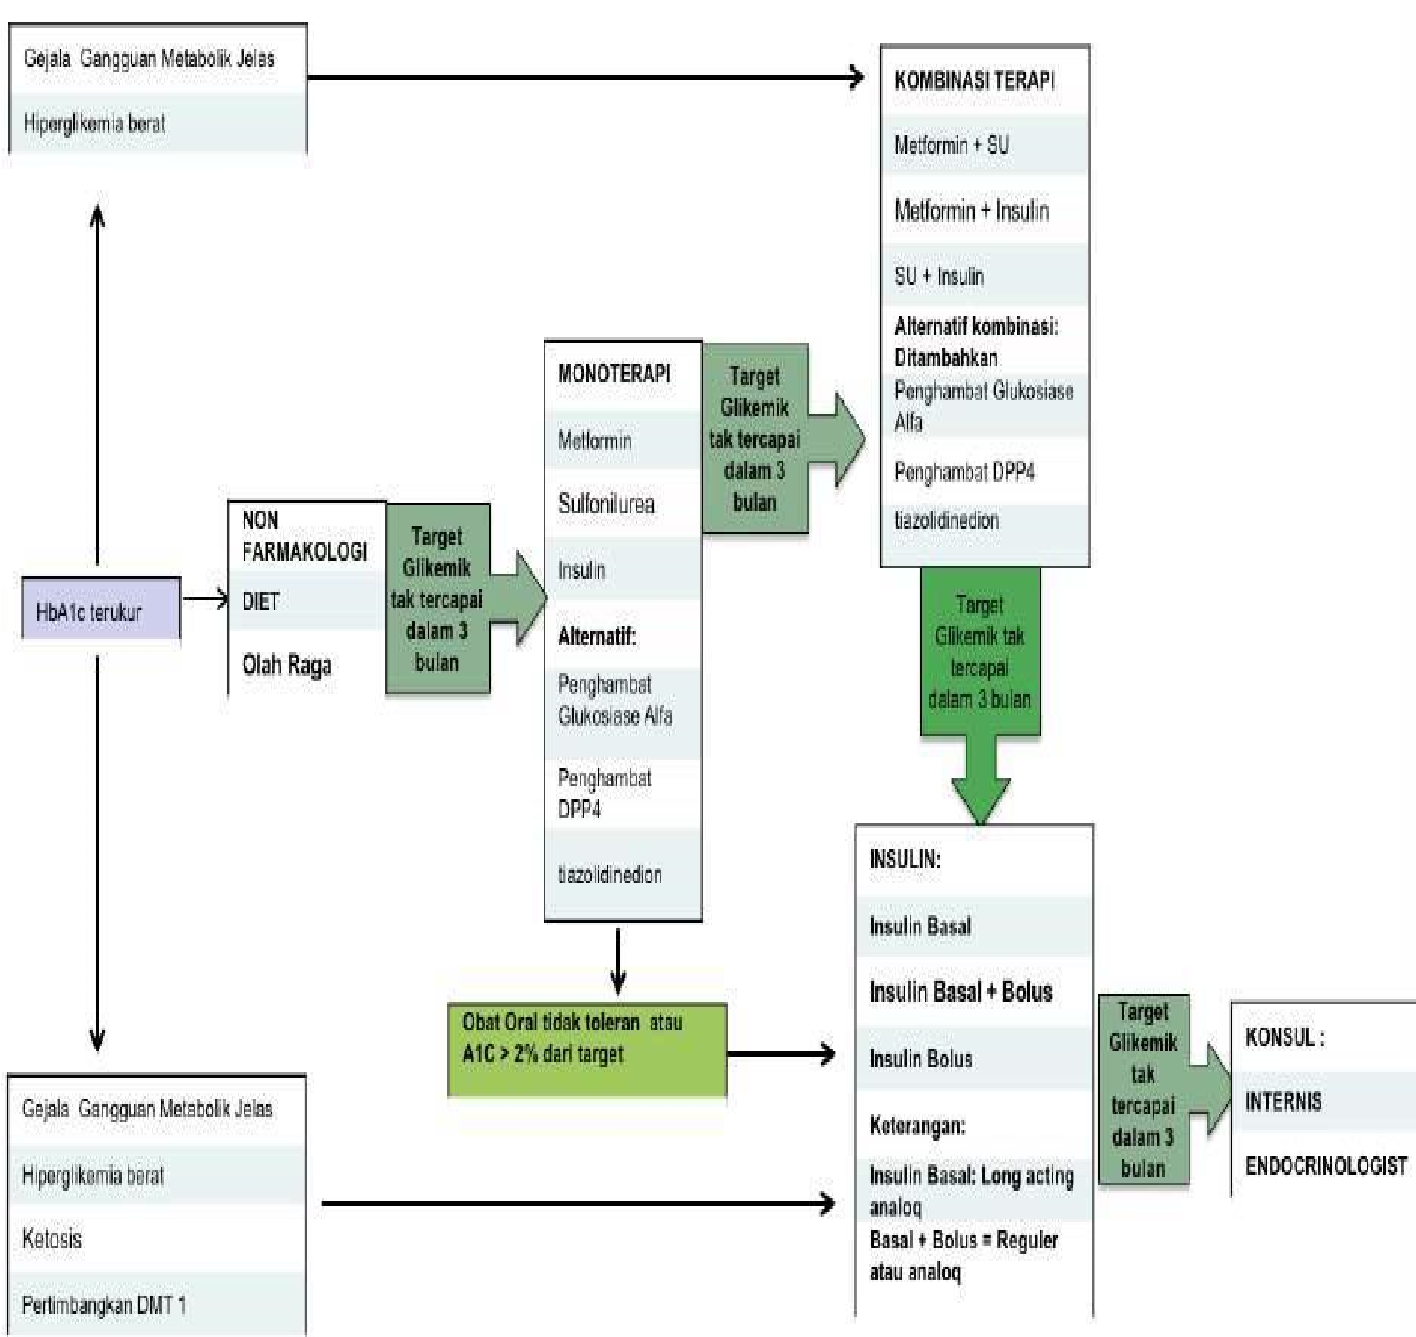 Gejala Gangguan Metabolik Jelas
Hiperglikemia berat
KOMBINASI TERAPI
Metformin + SU
Metformin + Insulin
SU + Insulin
Alternatif kombinasi:
Ditambahkan
Penghambat Glukosiase
Alfa
Penghambat DPP4
tiazolidinedion
MONOTERAPI
Metformin
Sulfonilurea
Insulin
Alternatif:
Penghambat
Glukosiase Alfa
Penghambat
DPP4
tiazolidinedion
Target
Glikemik
tak tercapai
dalam 3
bulan
HbA1c terukur
NON
FARMAKOLOGI
DIET
Olah Raga
Target
Glikemik
tak tercapai
dalam 3
bulan
Target
Glikemik tak
tercapai
dalam 3 bulan
Obat Oral tidak toleran atau
A1C > 2% dari target
INSULIN:
Insulin Basal
Insulin Basal + Bolus
Insulin Bolus
Keterangan:
Insulin Basal: Long acting
analoq
Basal + Bolus = Reguler
atau analoq
Target
Glikemik
tak
tercapai
dalam 3
bulan
KONSUL :
INTERNIS
ENDOCRINOLOGIST
Gejala Gangguan Metabolik Jelas
Hiperglikemia berat
Ketosis
Pertimbangkan DMT 1